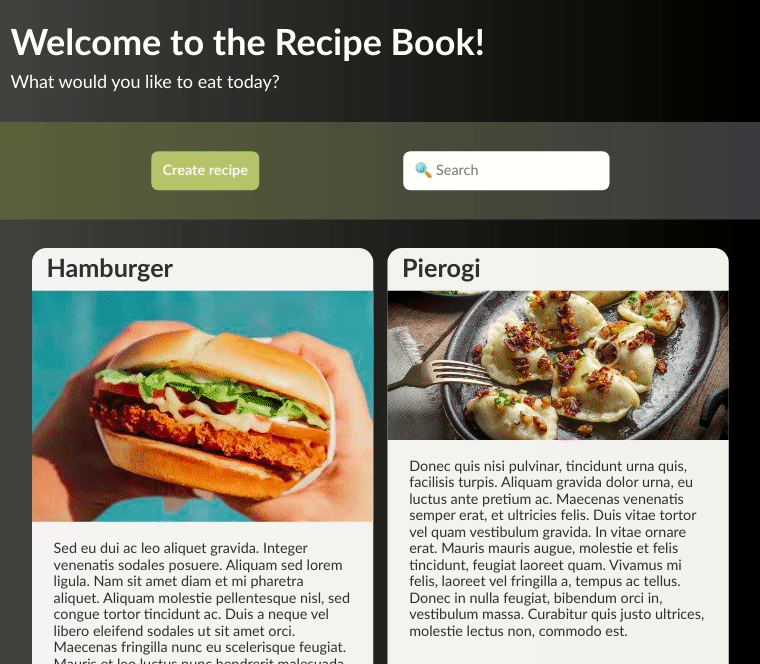 Welcome to the Recipe Book!
What would you like to eat today?
Create recipe
🔍 Search
Hamburger
Sed eu dui ac leo aliquet gravida. Integer
venenatis sodales posuere. Aliquam sed lorem
ligula. Nam sit amet diam et mi pharetra
aliquet. Aliquam molestie pellentesque nisl, sed
congue tortor tincidunt ac. Duis a neque vel
libero eleifend sodales ut sit amet orci.
Maecenas fringilla nunc eu scelerisque feugiat.
Mauris et leo luctus nunc hendrerit malesuada
Pierogi
Donec quis nisi pulvinar, tincidunt urna quis,
facilisis turpis. Aliquam gravida dolor urna, eu
luctus ante pretium ac. Maecenas venenatis
semper erat, et ultricies felis. Duis vitae tortor
vel quam vestibulum gravida. In vitae ornare
erat. Mauris mauris augue, molestie et felis
tincidunt, feugiat laoreet quam. Vivamus mi
felis, laoreet vel fringilla a, tempus ac tellus.
Donec in nulla feugiat, bibendum orci in,
vestibulum massa. Curabitur quis justo ultrices,
molestie lectus non, commodo est.